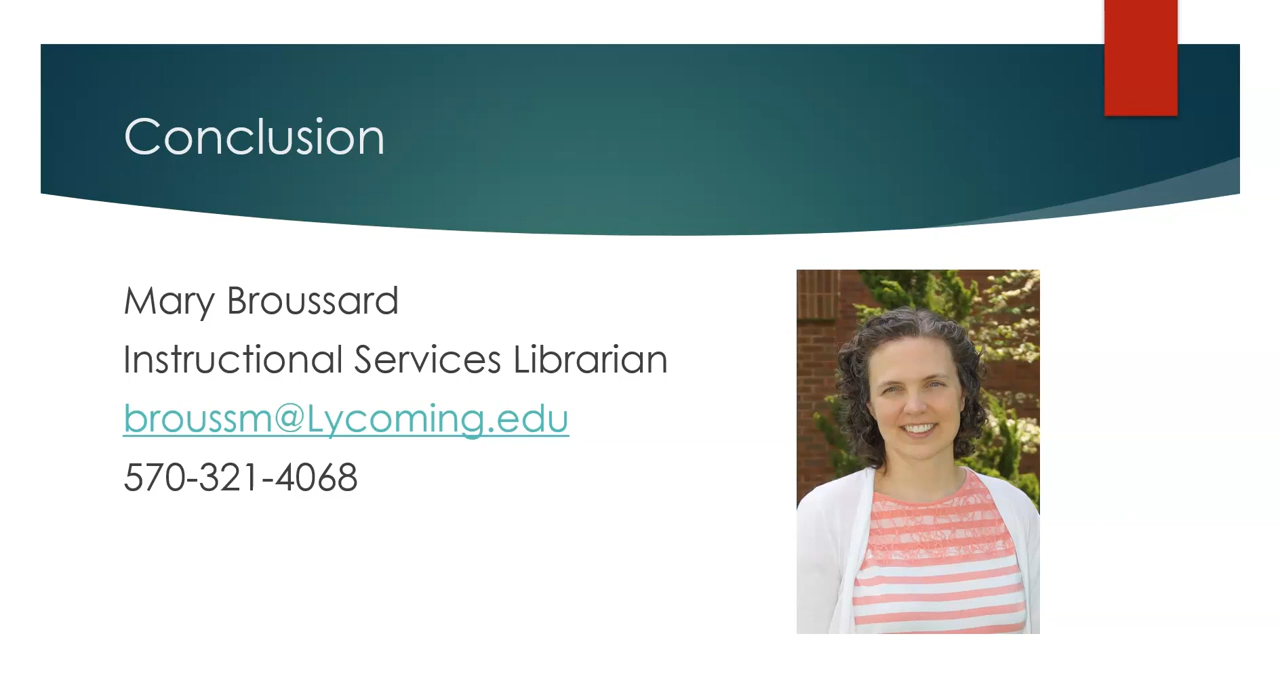 Conclusion
Mary Broussard
Instructional Services Librarian
broussm@Lycoming.edu
570-321-4068